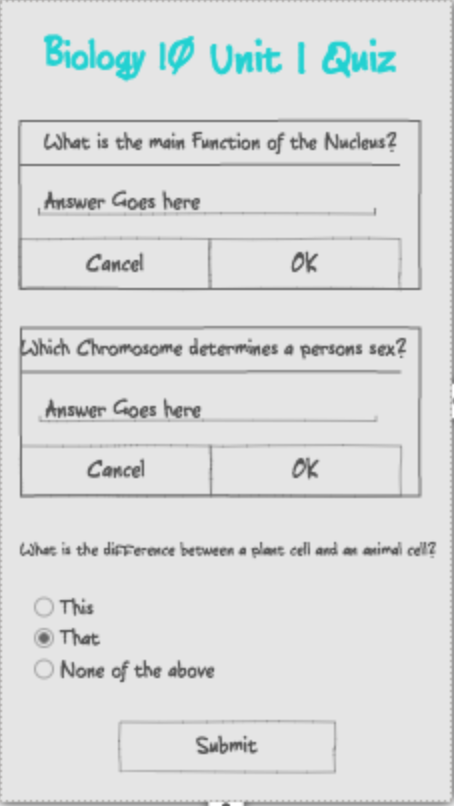 Biology 10 Unit 1 Quiz
What is the main Function of the Nucleus?
Answer Goes here
Cancel OK
Which Chromosome determines a persons sex?
Answer Goes here
Cancel OK
What is the difference between a plant cell and an animal cell?
This
That
None of the above
Submit